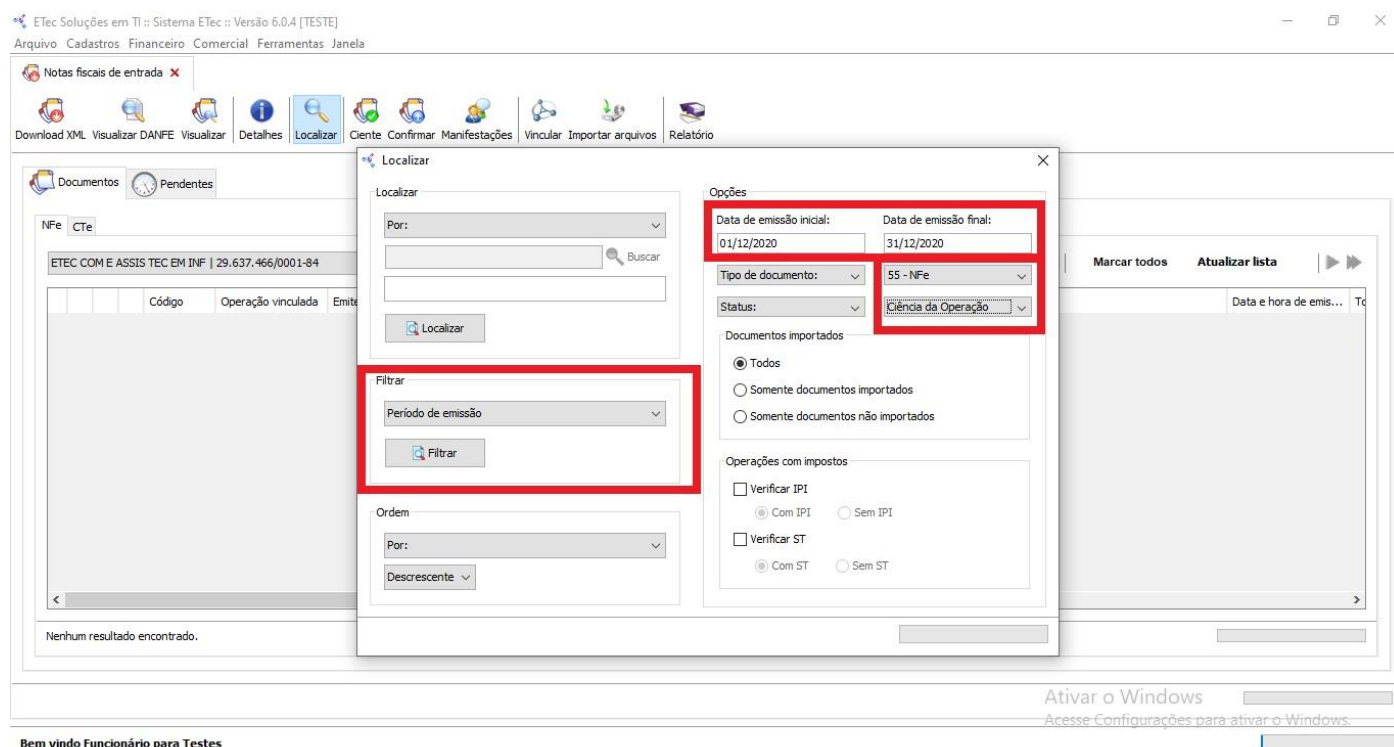 ETec Soluções em TI :: Sistema ETec :: Versão 6.0.4 [TESTE]
Arquivo Cadastros Financeiro Comercial Ferramentas Janela
Notas fiscais de entrada
Download XML Visualizar DANFE Visualizar Detalhes Localizar Ciente Confirmar Manifestações Vincular Importar arquivos Relatório
Documentos Pendentes
NFe CTe
ETEC COM E ASSIS TEC EM INF | 29.637.466/0001-84
Marcar todos Atualizar lista
Código Operação vinculada Emite
Data e hora de emis... To
Nenhum resultado encontrado.
Localizar
Localizar
Por:
Buscar
Localizar
Filtrar
Período de emissão
Filtrar
Ordem
Por:
Descrescente
Opções
Data de emissão inicial: Data de emissão final:
01/12/2020 31/12/2020
Tipo de documento: 55 - NFe
Status: Ciência da Operação
Documentos importados
Todos
Somente documentos importados
Somente documentos não importados
Operações com impostos
Verificar IPI
Com IPI Sem IPI
Verificar ST
Com ST Sem ST
Ativar o Windows
Acesse Configurações para ativar o Windows.
Bem vindo Funcionário para Testes